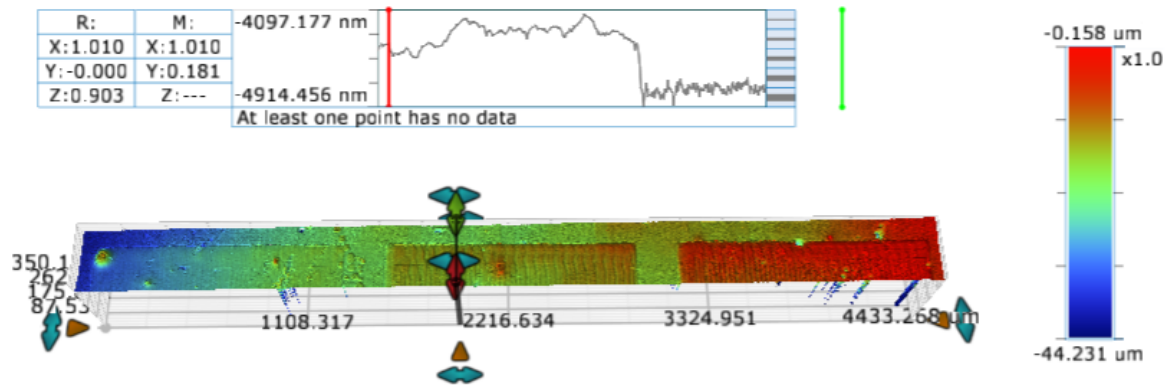 R: M: -4097.177 nm
X:1.010 X:1.010
Y:-0.000 Y:0.181
Z:0.903 Z:--- -4914.456 nm
At least one point has no data
-0.158 um
x1.0
350.1
262
175.
87.55
1108.317 2216.634 3324.951 4433.268 um
-44.231 um